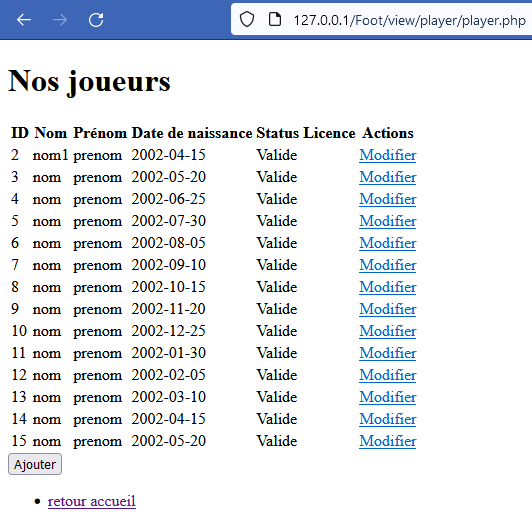 127.0.0.1/Foot/view/player/player.php
Nos joueurs
ID Nom Prénom Date de naissance Status Licence Actions
2 nom1 prenom 2002-04-15 Valide Modifier
3 nom prenom 2002-05-20 Valide Modifier
4 nom prenom 2002-06-25 Valide Modifier
5 nom prenom 2002-07-30 Valide Modifier
6 nom prenom 2002-08-05 Valide Modifier
7 nom prenom 2002-09-10 Valide Modifier
8 nom prenom 2002-10-15 Valide Modifier
9 nom prenom 2002-11-20 Valide Modifier
10 nom prenom 2002-12-25 Valide Modifier
11 nom prenom 2002-01-30 Valide Modifier
12 nom prenom 2002-02-05 Valide Modifier
13 nom prenom 2002-03-10 Valide Modifier
14 nom prenom 2002-04-15 Valide Modifier
15 nom prenom 2002-05-20 Valide Modifier
Ajouter
retour accueil